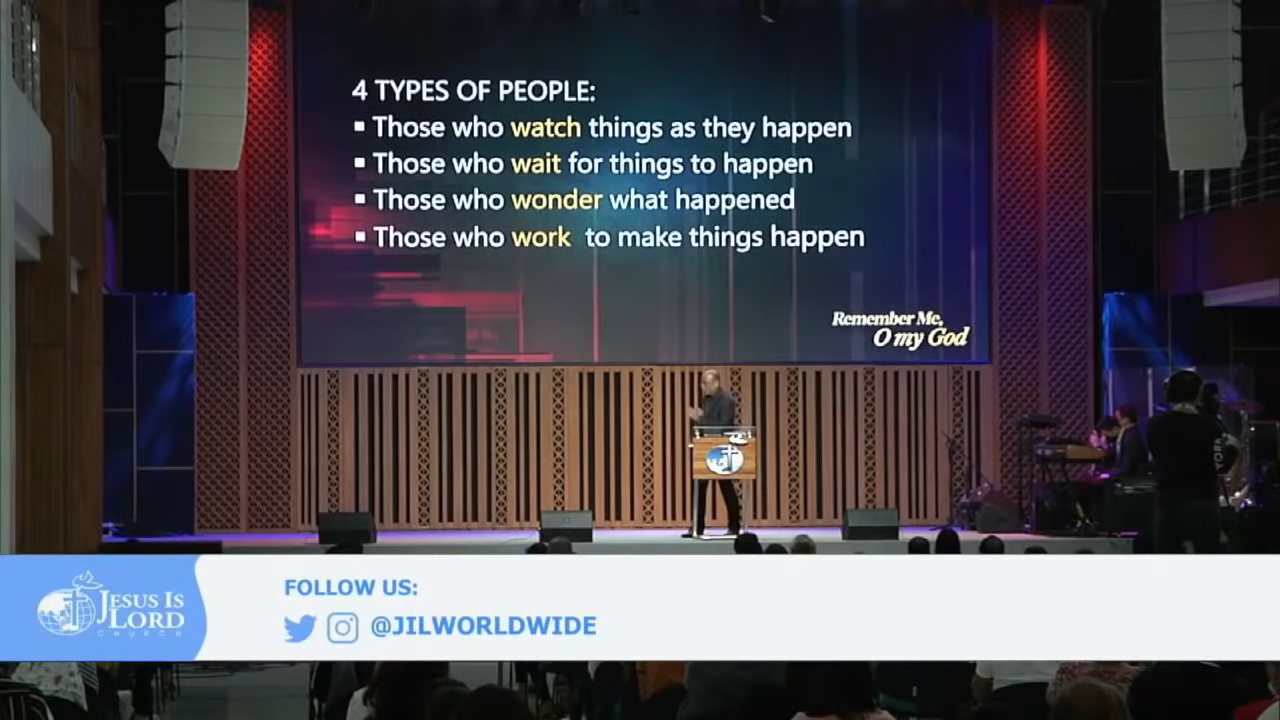 4 TYPES OF PEOPLE:
▪ Those who watch things as they happen
▪ Those who wait for things to happen
▪ Those who wonder what happened
▪ Those who work to make things happen
Remember Me,
O my God
YORK
FOLLOW US:
@JILWORLDWIDE
JESUS IS
LORD
CHURCH